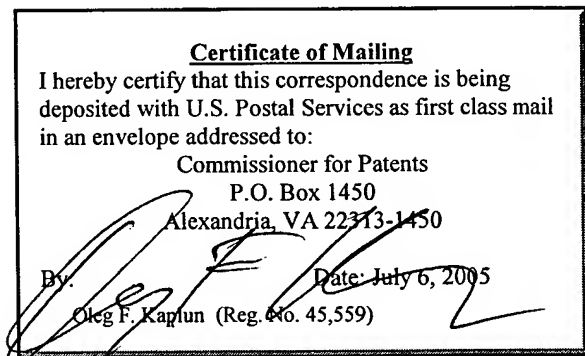 Certificate of Mailing
I hereby certify that this correspondence is being
deposited with U.S. Postal Services as first class mail
in an envelope addressed to:
Commissioner for Patents
P.O. Box 1450
Alexandria, VA 22313-1450
By: Date: July 6, 2005
Oleg F. Kaplun (Reg. No. 45,559)